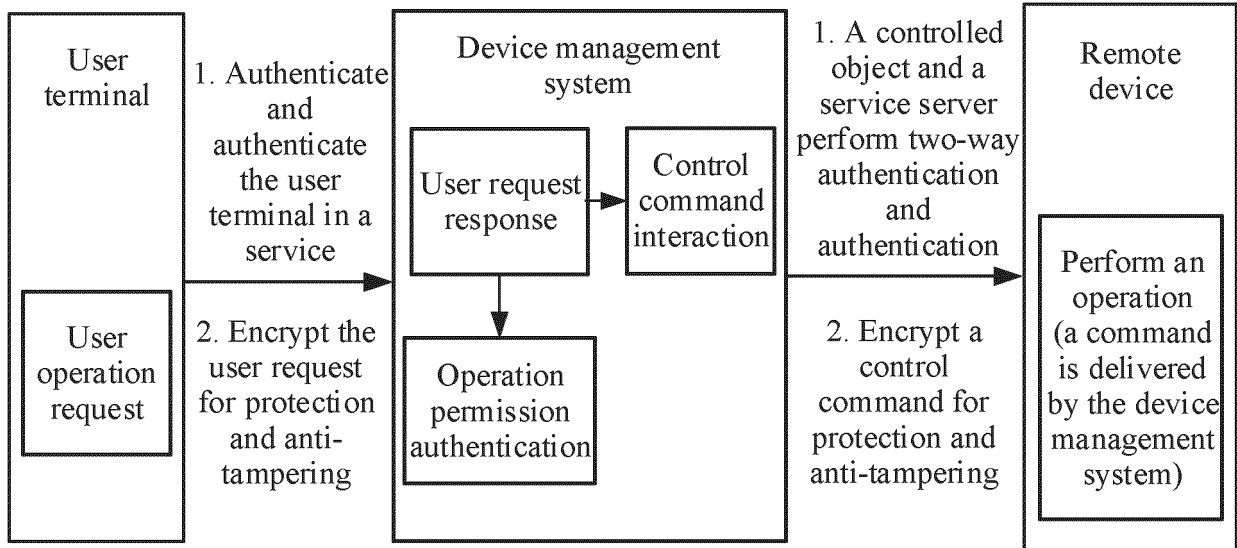 User
terminal
User
operation
request
1. Authenticate
and
authenticate
the user
terminal in a
service
2. Encrypt the
user request
for protection
and anti-
tampering
Device management
system
User request
response
Control
command
interaction
Operation
permission
authentication
1. A controlled
object and a
service server
perform two-way
authentication
and
authentication
2. Encrypt a
control
command for
protection and
anti-tampering
Remote
device
Perform an
operation
(a command
is delivered
by the device
management
system)